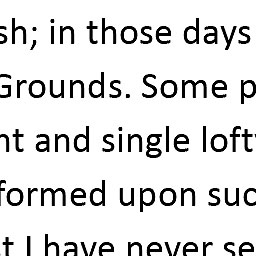 sh; in those days
Grounds. Some p
nt and single loft
formed upon suc
t I have never se